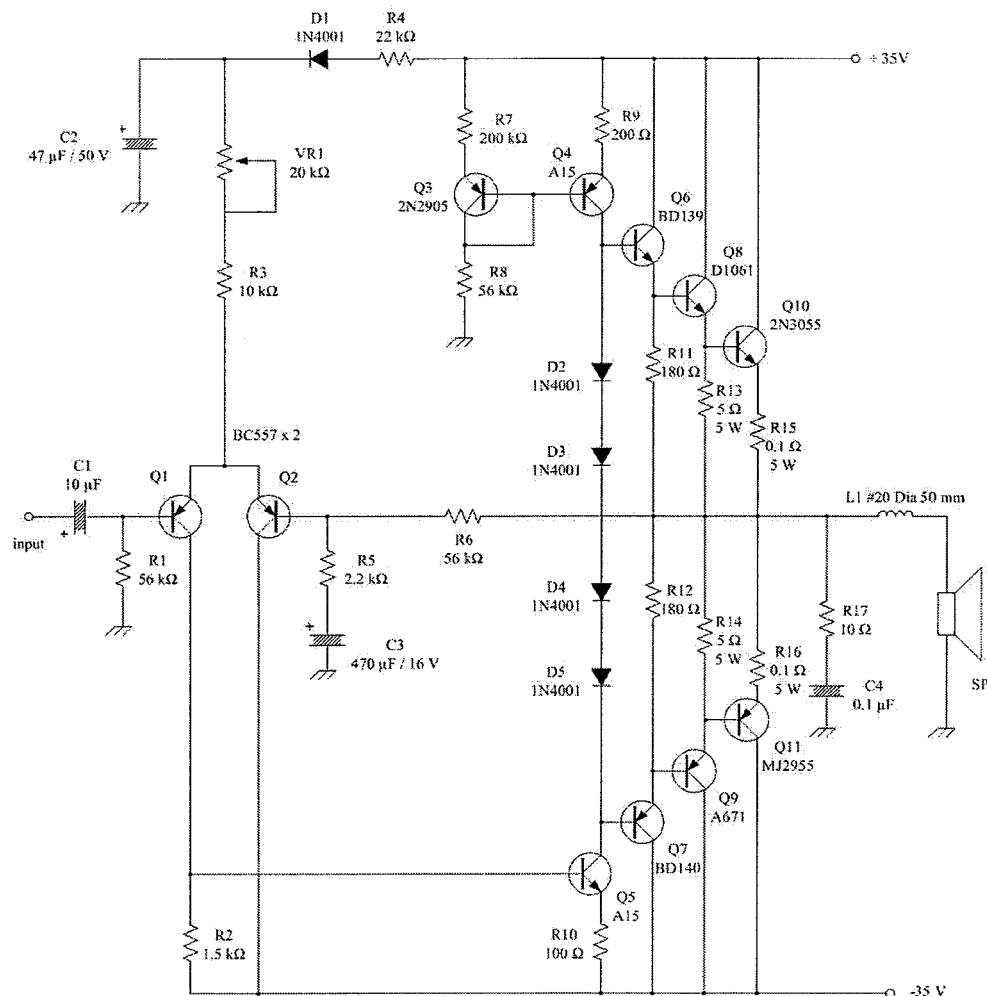 D1
1N4001
R4
22 kΩ
+35V
C2
47 µF / 50 V
+
VR1
20 kΩ
R7
200 kΩ
R9
200 Ω
Q3
2N2905
Q4
A15
Q6
BD139
R3
10 kΩ
R8
56 kΩ
Q8
D1061
Q10
2N3055
D2
1N4001
R11
180 Ω
R13
5 Ω
5 W
R15
0,1 Ω
5 W
BC557 x 2
D3
1N4001
C1
10 µF
+
input
Q1
Q2
L1 #20 Dia 50 mm
R1
56 kΩ
R5
2,2 kΩ
R6
56 kΩ
+
C3
470 µF / 16 V
D4
1N4001
R12
180 Ω
R14
5 Ω
5 W
R17
10 Ω
D5
1N4001
R16
0,1 Ω
5 W
C4
0,1 µF
SP
Q11
MJ2955
Q9
A671
Q7
BD140
Q5
A15
R2
1,5 kΩ
R10
100 Ω
-35 V